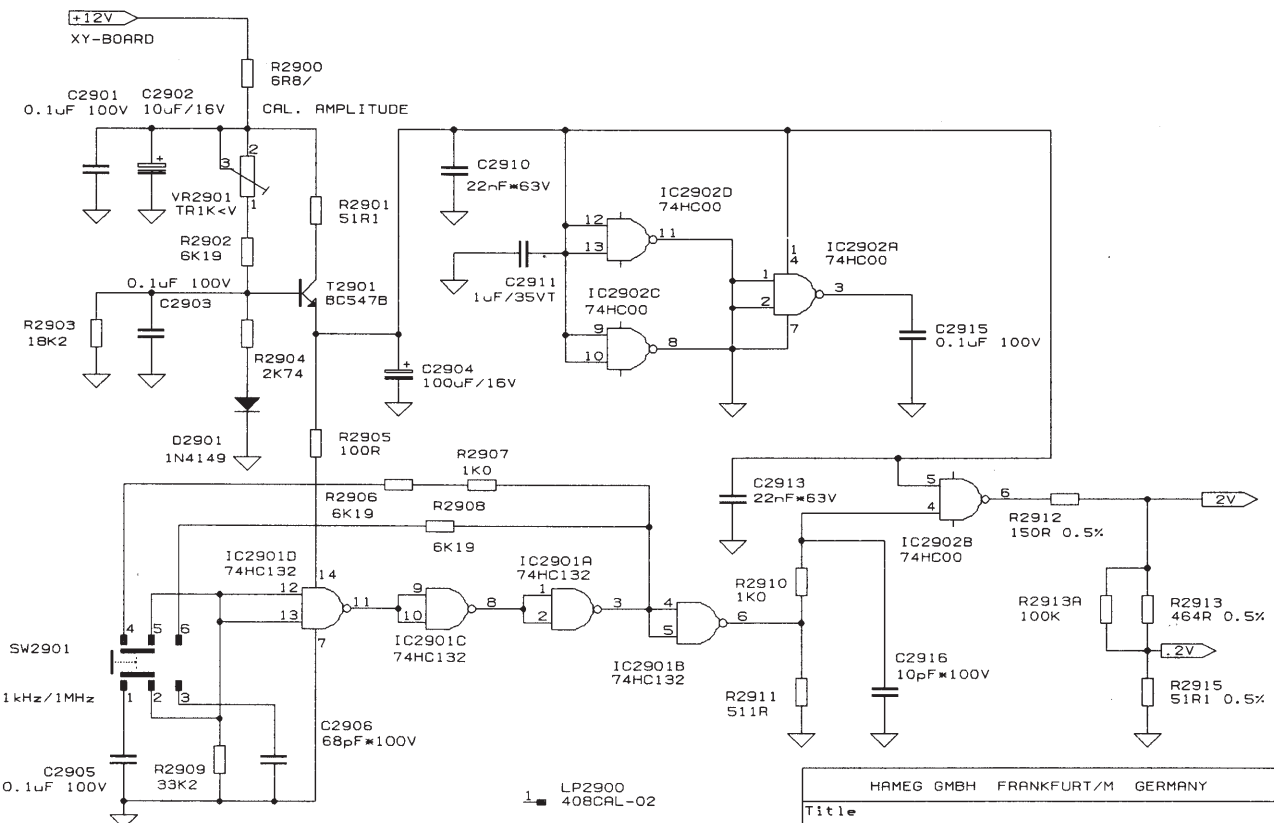 +12V
XY-BOARD
R2900
6R8/
C2901
0.1uF 100V
C2902
10uF/16V
CAL. AMPLITUDE
3
2
+
VR2901
TR1K<V
1
R2901
51R1
R2902
6K19
0.1uF 100V
C2903
T2901
BC547B
R2903
18K2
R2904
2K74
D2901
1N4149
+
C2904
100uF/16V
R2905
100R
C2910
22nF*63V
C2911
1uF/35VT
IC2902D
74HC00
12
13
11
IC2902C
74HC00
9
10
8
IC2902A
74HC00
1
4
1
2
3
7
C2915
0.1uF 100V
R2907
1K0
R2906
6K19
R2908
6K19
C2913
22nF*63V
5
4
6
IC2902B
74HC00
R2912
150R 0.5%
2V
IC2901D
74HC132
14
12
13
11
7
9
10
8
IC2901C
74HC132
IC2901A
74HC132
1
2
3
4
5
6
IC2901B
74HC132
R2910
1K0
R2911
511R
C2916
10pF*100V
R2913A
100K
R2913
464R 0.5%
.2V
R2915
51R1 0.5%
4
5
6
SW2901
1kHz/1MHz
1
2
3
C2905
0.1uF 100V
R2909
33K2
C2906
68pF*100V
1
LP2900
408CAL-02
HAMEG GMBH FRANKFURT/M GERMANY
Title